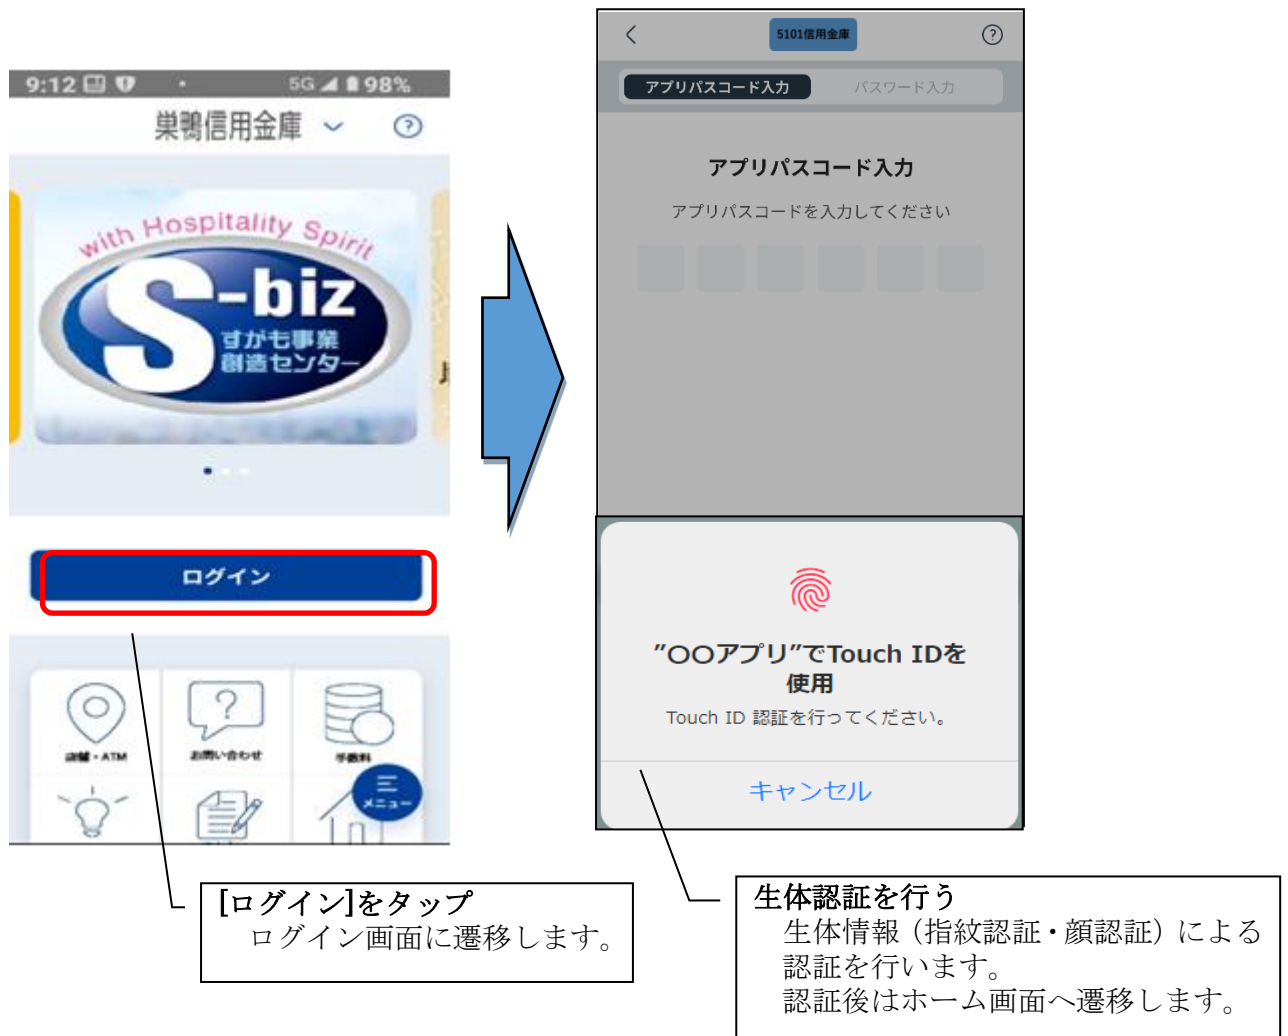 9:12
5G
98%
巣鴨信用金庫
with Hospitality Spirit
S-biz
すがも事業
創造センター
ログイン
店舗・ATM
お問い合わせ
手数料
メニュー
[ログイン]をタップ
ログイン画面に遷移します。
5101信用金庫
アプリパスコード入力
パスワード入力
アプリパスコード入力
アプリパスコードを入力してください
”〇〇アプリ”でTouch IDを
使用
Touch ID 認証を行ってください。
キャンセル
生体認証を行う
生体情報（指紋認証・顔認証）による
認証を行います。
認証後はホーム画面へ遷移します。